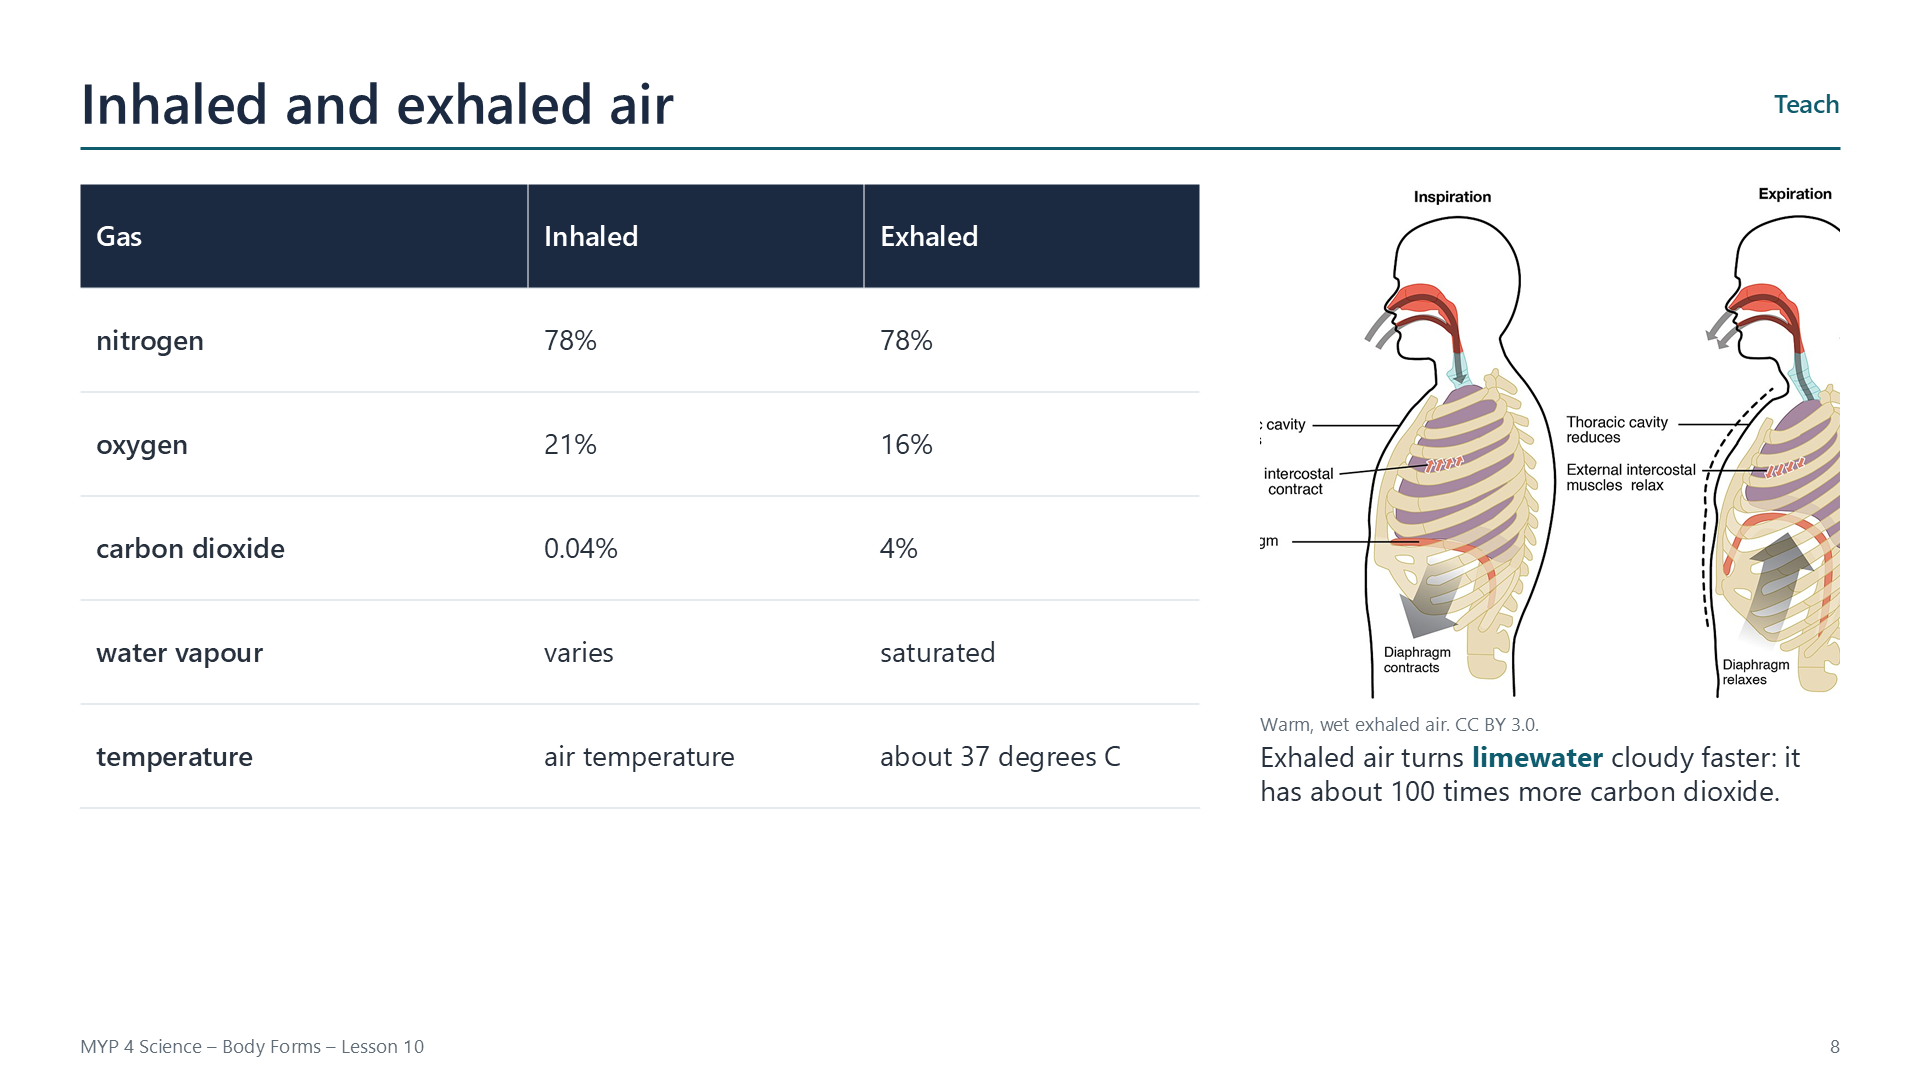 Inhaled and exhaled air
Teach
Gas Inhaled Exhaled
nitrogen 78% 78%
oxygen 21% 16%
carbon dioxide 0.04% 4%
water vapour varies saturated
temperature air temperature about 37 degrees C
Inspiration
cavity
intercostal
contract
Diaphragm
contracts
Expiration
Thoracic cavity
reduces
External intercostal
muscles relax
Diaphragm
relaxes
Warm, wet exhaled air. CC BY 3.0.
Exhaled air turns limewater cloudy faster: it
has about 100 times more carbon dioxide.
MYP 4 Science – Body Forms – Lesson 10
8